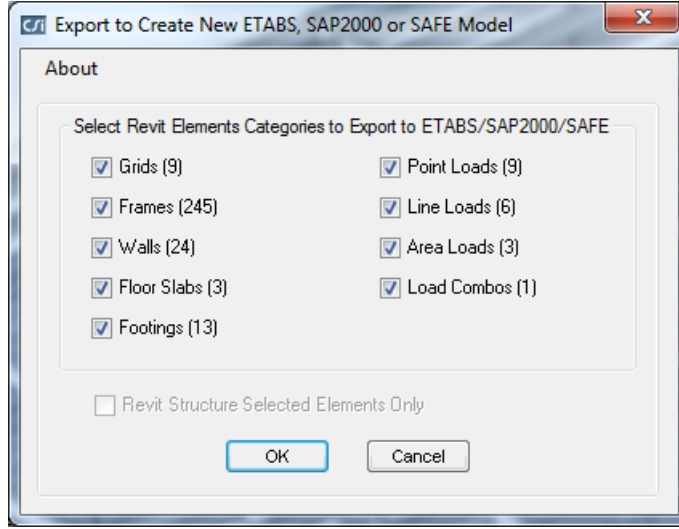 CSi Export to Create New ETABS, SAP2000 or SAFE Model
About
Select Revit Elements Categories to Export to ETABS/SAP2000/SAFE
Grids (9)
Frames (245)
Walls (24)
Floor Slabs (3)
Footings (13)
Point Loads (9)
Line Loads (6)
Area Loads (3)
Load Combos (1)
Revit Structure Selected Elements Only
OK
Cancel